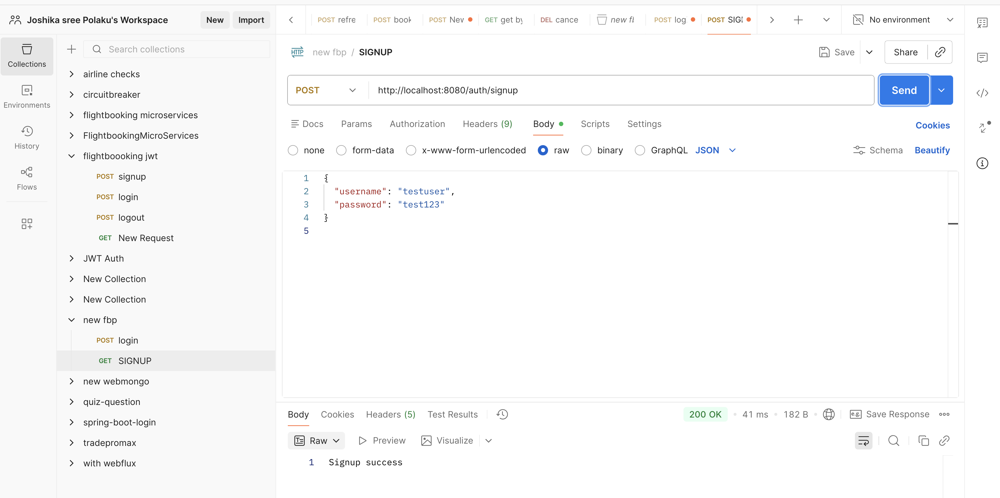 Joshika sree Polaku's Workspace
New
Import
POST refre
POST book
POST New
GET get by
DEL cance
new fl
POST log
POST SIG
No environment
Collections
Environments
History
Flows
Search collections
airline checks
circuitbreaker
flightbooking microservices
FlightbookingMicroServices
flightboooking jwt
POST signup
POST login
POST logout
GET New Request
JWT Auth
New Collection
New Collection
new fbp
POST login
GET SIGNUP
new webmongo
quiz-question
spring-boot-login
tradepromax
with webflux
HTTP new fbp / SIGNUP
Save
Share
POST http://localhost:8080/auth/signup
Send
Docs Params Authorization Headers (9) Body Scripts Settings
Cookies
none form-data x-www-form-urlencoded raw binary GraphQL JSON
Schema Beautify
1 {
2 "username": "testuser",
3 "password": "test123"
4 }
5
Body Cookies Headers (5) Test Results
200 OK • 41 ms • 182 B
e.g. Save Response
Raw Preview Visualize
1 Signup success